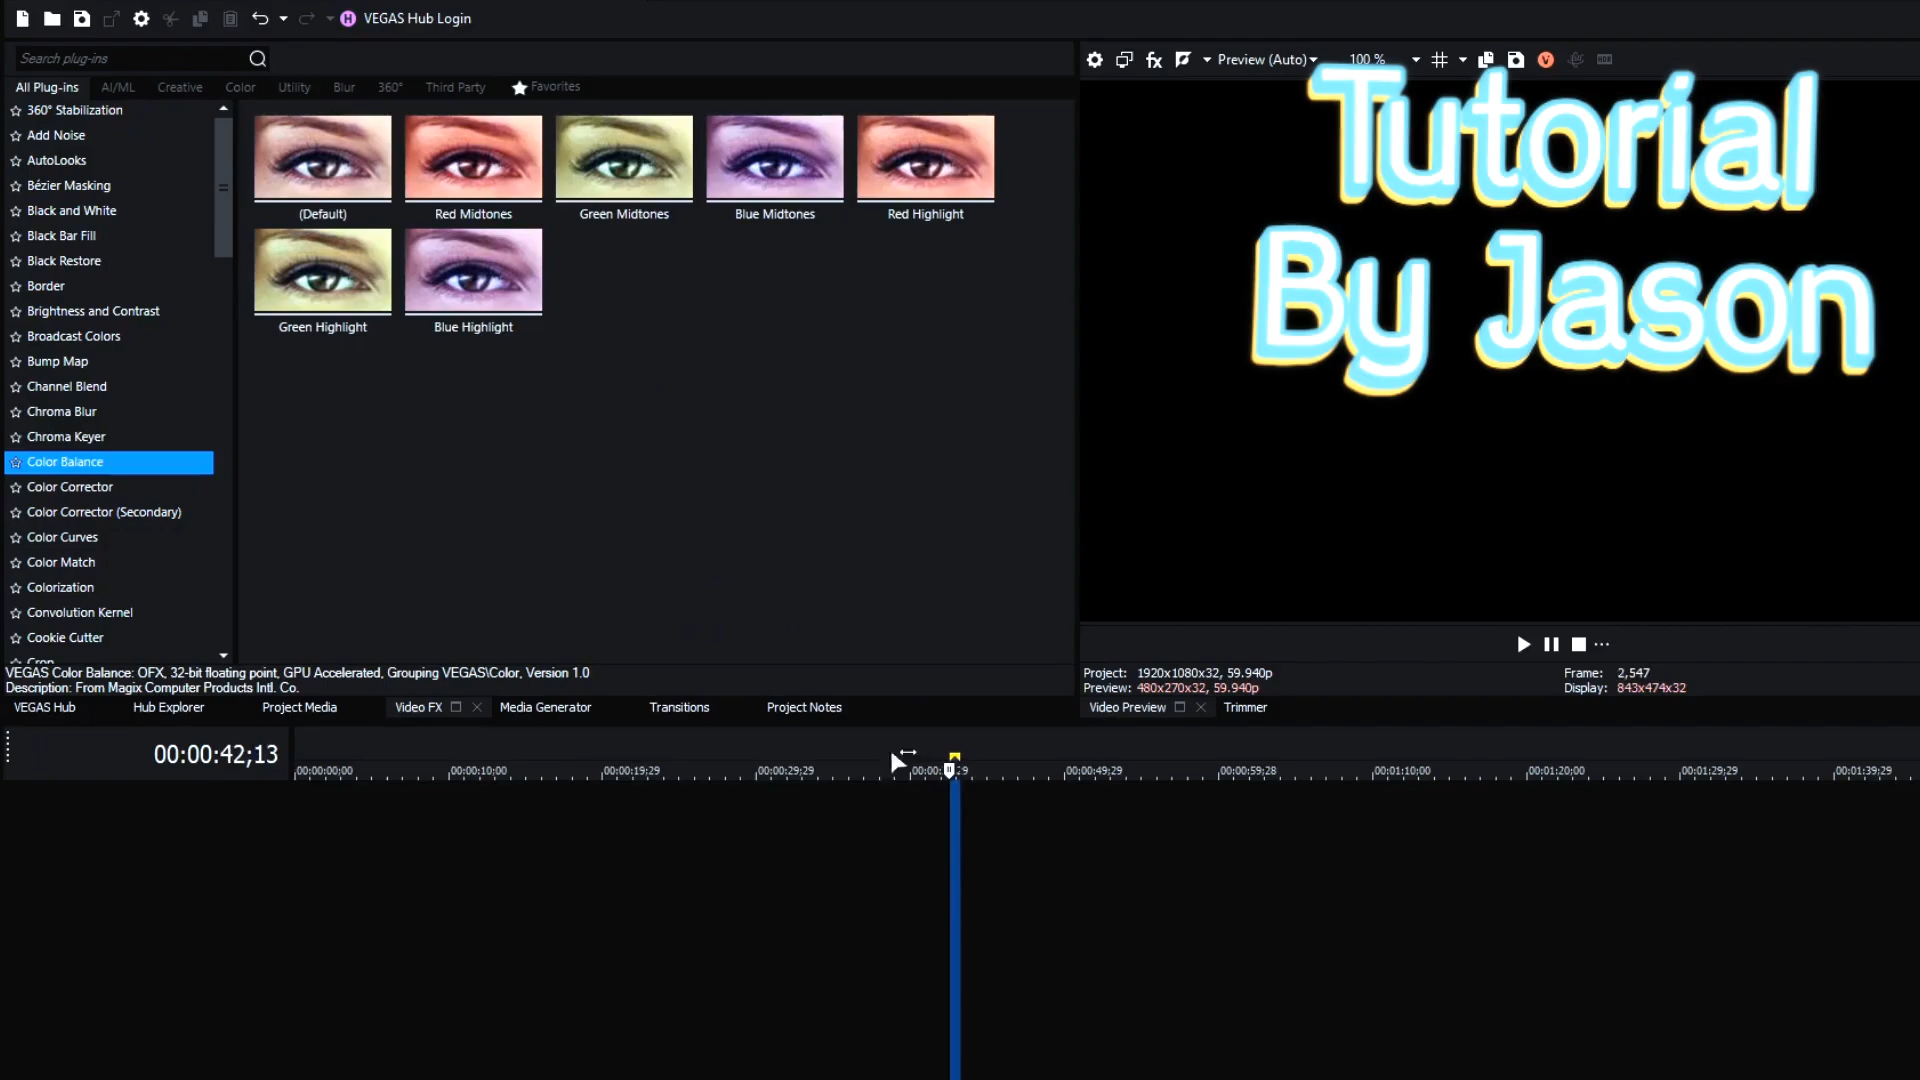 VEGAS Hub Login
Search plug-ins
All Plug-ins AI/ML Creative Color Utility Blur 360° Third Party Favorites
360° Stabilization
Add Noise
AutoLooks
Bézier Masking
Black and White
Black Bar Fill
Black Restore
Border
Brightness and Contrast
Broadcast Colors
Bump Map
Channel Blend
Chroma Blur
Chroma Keyer
Color Balance
Color Corrector
Color Corrector (Secondary)
Color Curves
Color Match
Colorization
Convolution Kernel
Cookie Cutter
Crop
(Default) Red Midtones Green Midtones Blue Midtones Red Highlight
Green Highlight Blue Highlight
VEGAS Color Balance: OFX, 32-bit floating point, GPU Accelerated, Grouping VEGAS\Color, Version 1.0
Description: From Magix Computer Products Intl. Co.
VEGAS Hub Hub Explorer Project Media Video FX Media Generator Transitions Project Notes
Preview (Auto) 100 %
Tutorial
By Jason
Project: 1920x1080x32, 59.940p
Preview: 480x270x32, 59.940p
Frame: 2,547
Display: 843x474x32
Video Preview Trimmer
00:00:42;13
00:00:00;00 00:00:10;00 00:00:19;29 00:00:29;29 00:00:49;29 00:00:59;28 00:01:10;00 00:01:20;00 00:01:29;29 00:01:39;29